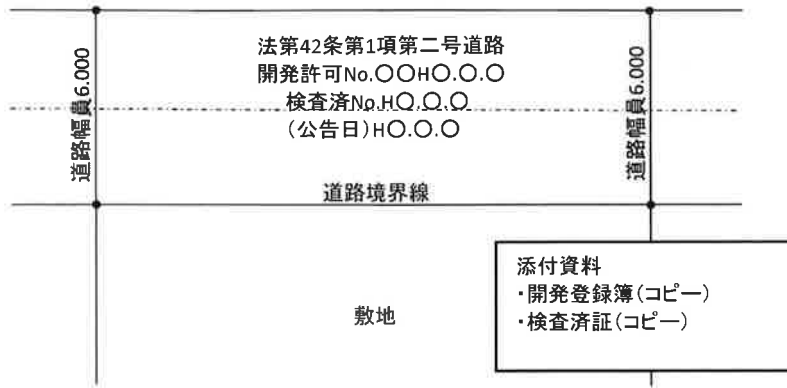 法第42条第1項第二号道路
開発許可No.〇〇H〇.〇.〇
検査済No.H〇.〇.〇
(公告日)H〇.〇.〇
道路幅員6.000
道路幅員6.000
道路境界線
敷地
添付資料
・開発登録簿(コピー)
・検査済証(コピー)